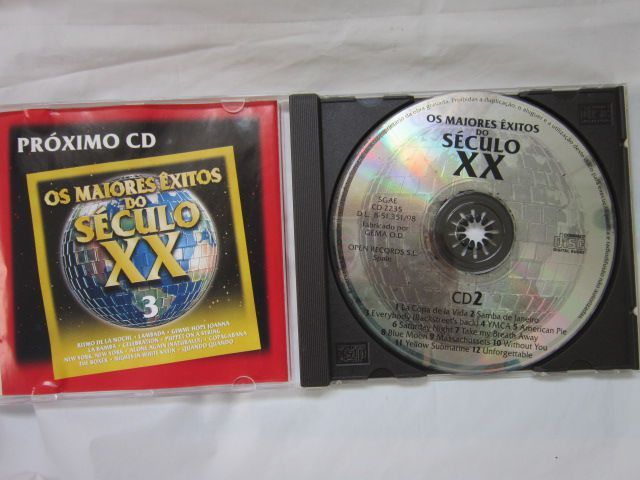 PRÓXIMO CD
OS MAIORES ÊXITOS
DO
SÉCULO
XX
3
RITMO DE LA NOCHE · LAMBADA · GIMME HOPE JOANNA
LA BAMBA · CELEBRATION · PUPPET ON A STRING
NEW YORK, NEW YORK · ALONE AGAIN (NATURALLY) · COPACABANA
THE BOXER · NIGHTS IN WHITE SATIN · QUANDO QUANDO
OS MAIORES ÊXITOS
DO
SÉCULO
XX
SGAE
CD 2235
D.L. B-51.351/98
Fabricado por
GEMA O.D.
OPEN RECORDS S.L.
Spain
COMPACT
disc
DIGITAL AUDIO
CD2
1 La Copa de la Vida 2 Samba de Janeiro
3 Everybody (Backstreet's back) 4 YMCA 5 American Pie
6 Saturday Night 7 Take my Breath Away
8 Blue Moon 9 Massachussets 10 Without You
11 Yellow Submarine 12 Unforgettable